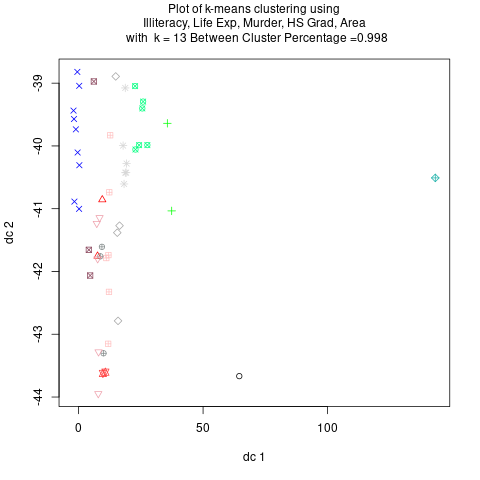 Plot of k-means clustering using
Illiteracy, Life Exp, Murder, HS Grad, Area
with  k = 13 Between Cluster Percentage =0.998
-39
-40
-41
-42
-43
-44
dc 2
0 50 100
dc 1